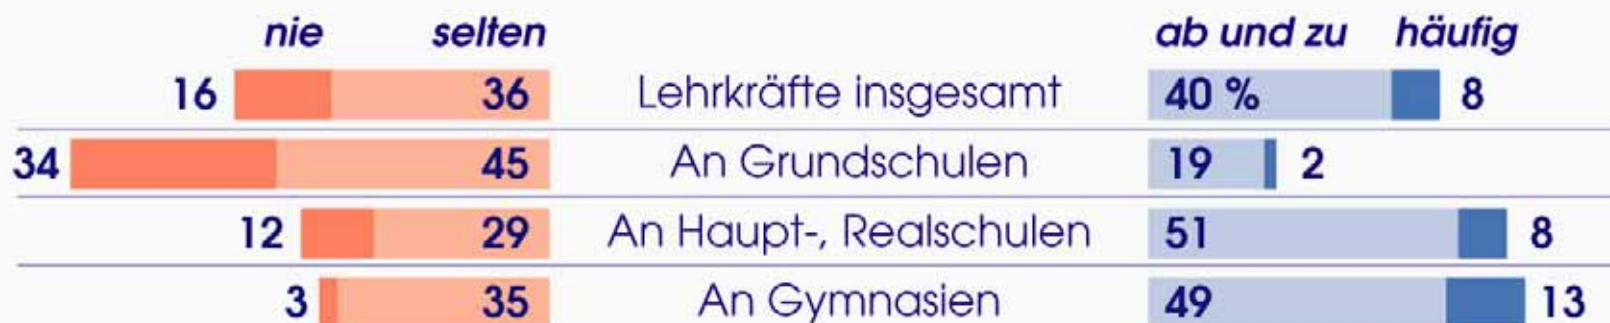 nie selten ab und zu häufig
16 36 Lehrkräfte insgesamt 40 % 8
34 45 An Grundschulen 19 2
12 29 An Haupt-, Realschulen 51 8
3 35 An Gymnasien 49 13